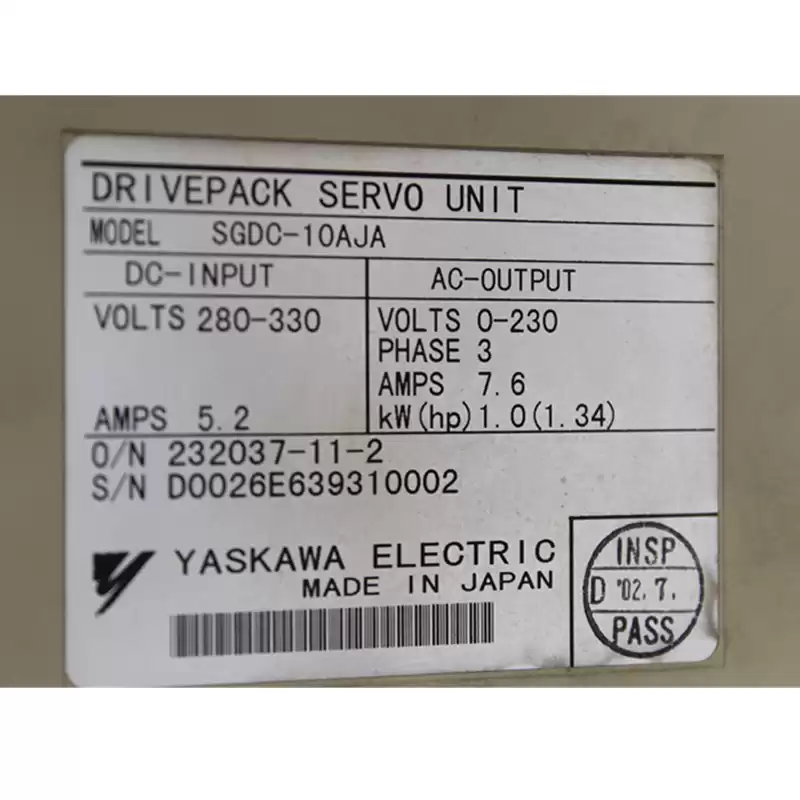 DRIVEPACK SERVO UNIT
MODEL SGDC-10AJA
DC-INPUT AC-OUTPUT
VOLTS 280-330 VOLTS 0-230
PHASE 3
AMPS 7.6
AMPS 5.2 kW(hp)1.0(1.34)
O/N 232037-11-2
S/N D0026E639310002
YASKAWA ELECTRIC
MADE IN JAPAN
INSP
D '02.7.
PASS